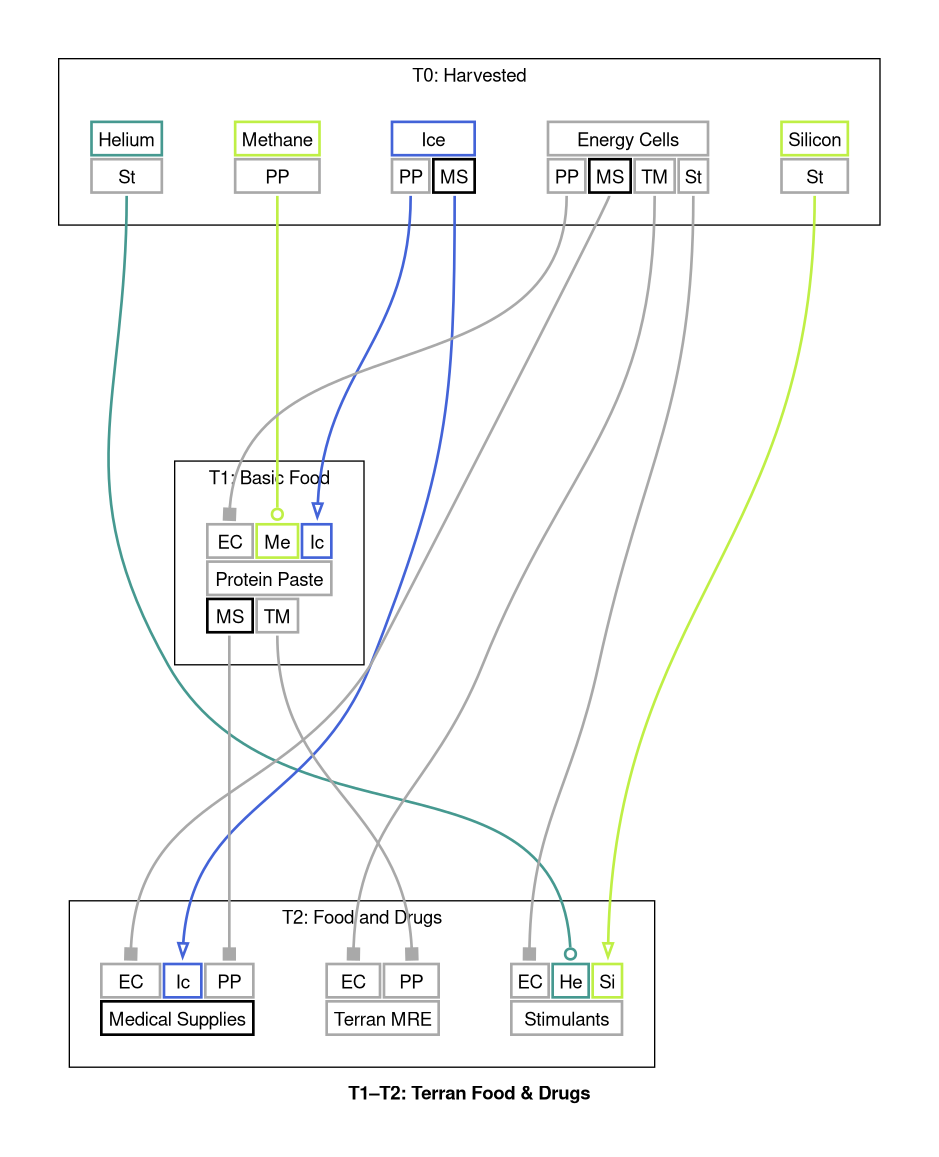 T0: Harvested
Helium Methane Ice Energy Cells Silicon
St PP PP MS PP MS TM St St
T1: Basic Food
EC Me Ic
Protein Paste
MS TM
T2: Food and Drugs
EC Ic PP EC PP EC He Si
Medical Supplies Terran MRE Stimulants
T1–T2: Terran Food & Drugs